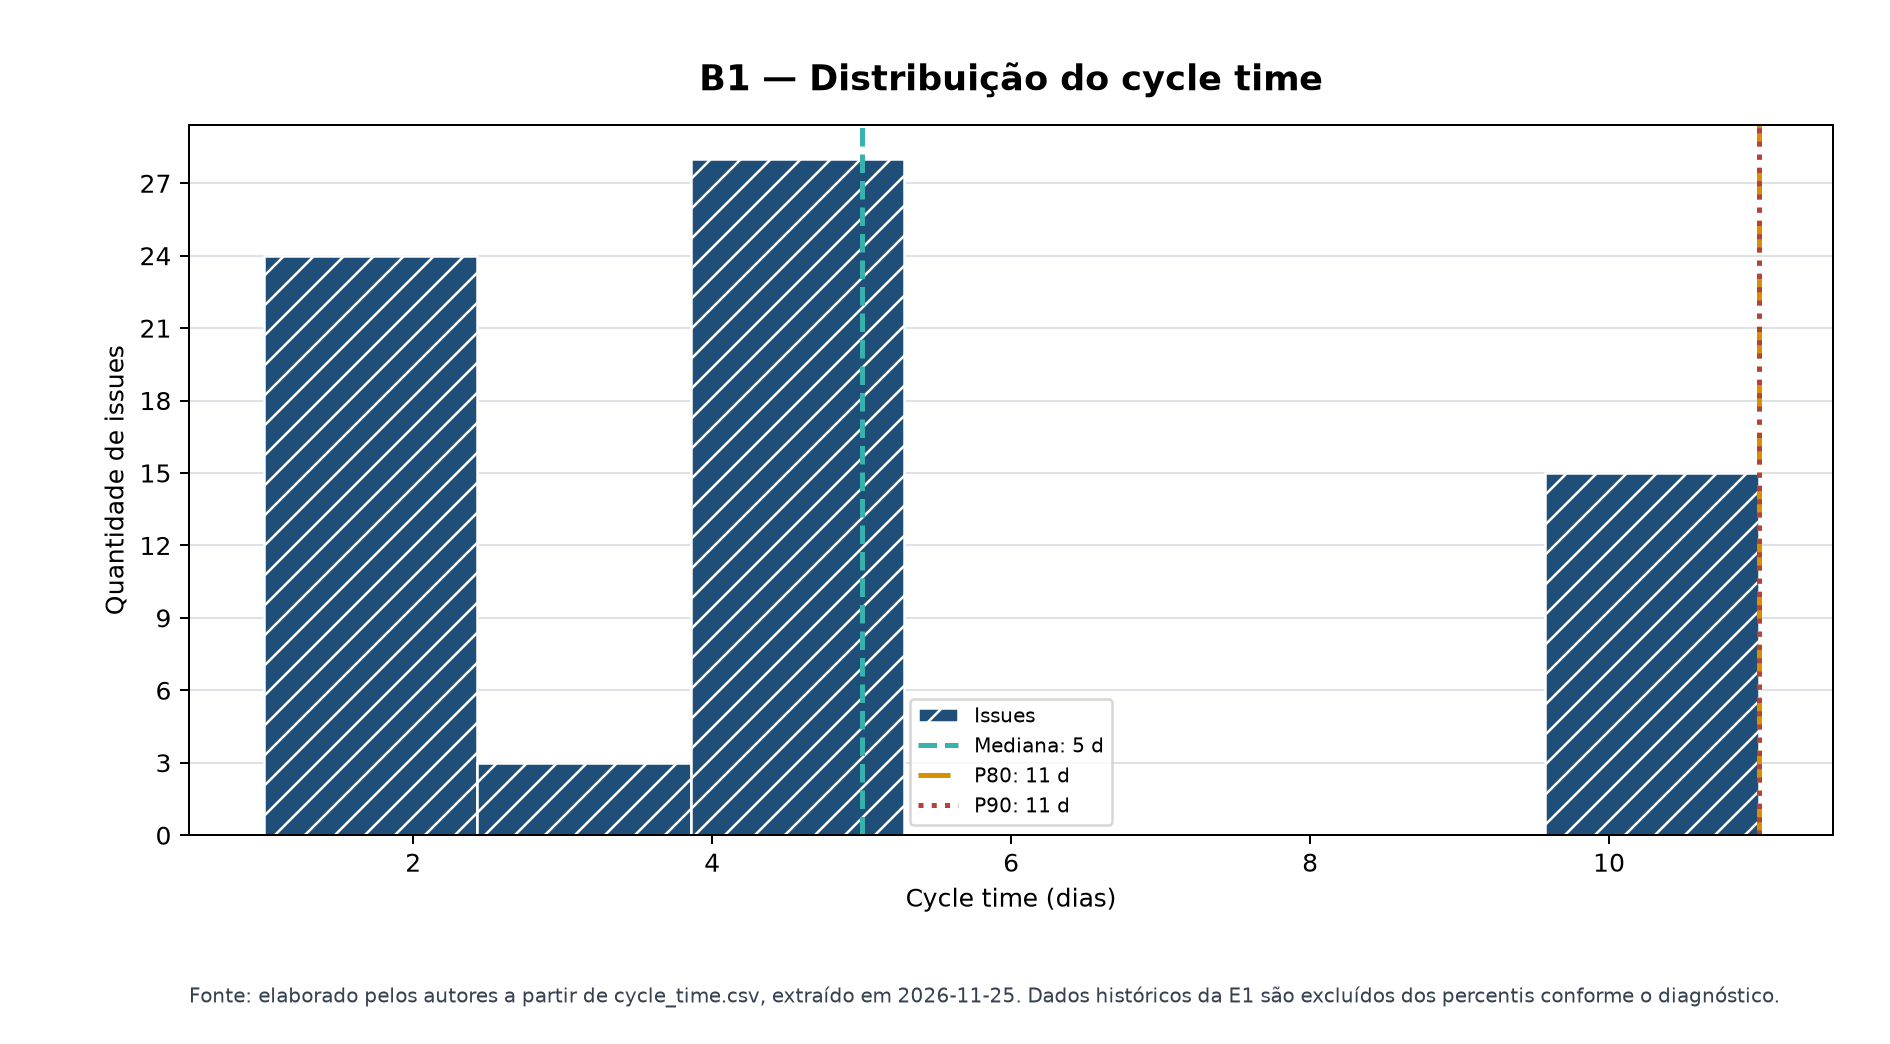 B1 — Distribuição do cycle time
Quantidade de issues
27
24
21
18
15
12
9
6
3
0
Issues
Mediana: 5 d
P80: 11 d
P90: 11 d
2 4 6 8 10
Cycle time (dias)
Fonte: elaborado pelos autores a partir de cycle_time.csv, extraído em 2026-11-25. Dados históricos da E1 são excluídos dos percentis conforme o diagnóstico.